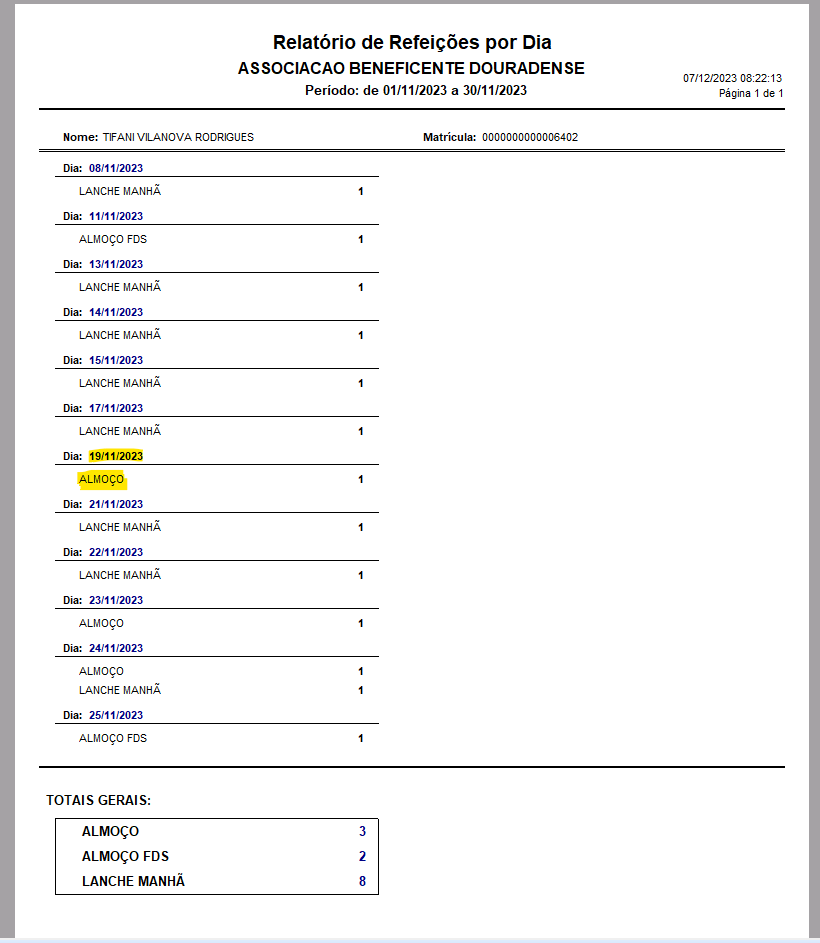 Relatório de Refeições por Dia
ASSOCIACAO BENEFICENTE DOURADENSE
Período: de 01/11/2023 a 30/11/2023
07/12/2023 08:22:13
Página 1 de 1
Nome: TIFANI VILANOVA RODRIGUES Matrícula: 0000000000006402
Dia: 08/11/2023
LANCHE MANHÃ 1
Dia: 11/11/2023
ALMOÇO FDS 1
Dia: 13/11/2023
LANCHE MANHÃ 1
Dia: 14/11/2023
LANCHE MANHÃ 1
Dia: 15/11/2023
LANCHE MANHÃ 1
Dia: 17/11/2023
LANCHE MANHÃ 1
Dia: 19/11/2023
ALMOÇO 1
Dia: 21/11/2023
LANCHE MANHÃ 1
Dia: 22/11/2023
LANCHE MANHÃ 1
Dia: 23/11/2023
ALMOÇO 1
Dia: 24/11/2023
ALMOÇO 1
LANCHE MANHÃ 1
Dia: 25/11/2023
ALMOÇO FDS 1
TOTAIS GERAIS:
ALMOÇO 3
ALMOÇO FDS 2
LANCHE MANHÃ 8